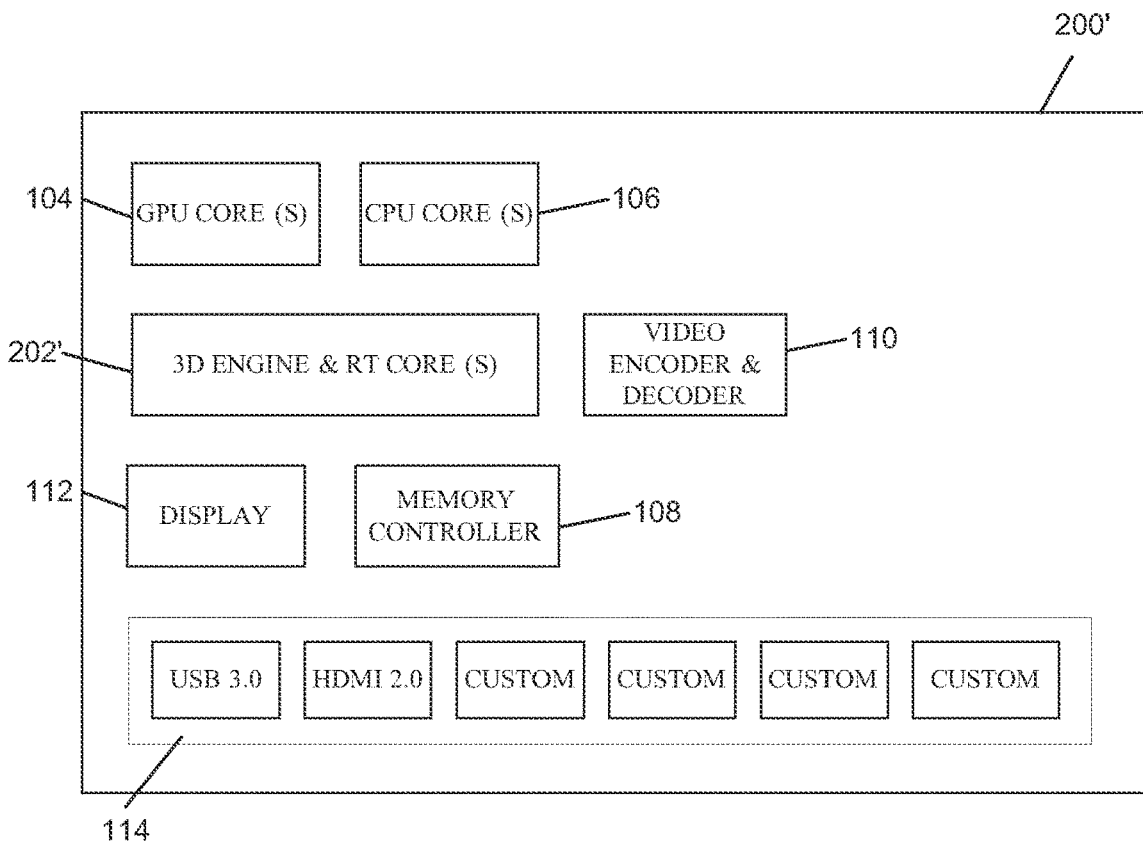 200'
104
GPU CORE (S)
CPU CORE (S)
106
202'
3D ENGINE & RT CORE (S)
VIDEO
ENCODER &
DECODER
110
112
DISPLAY
MEMORY
CONTROLLER
108
USB 3.0
HDMI 2.0
CUSTOM
CUSTOM
CUSTOM
CUSTOM
114